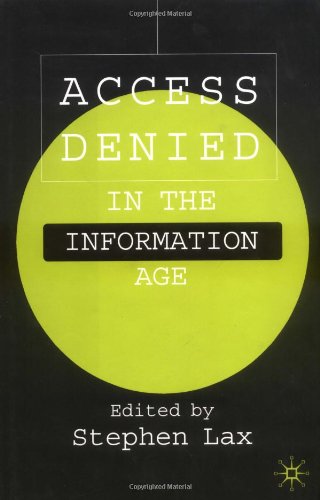 ACCESS
DENIED
IN THE
INFORMATION
AGE
Edited by
Stephen Lax